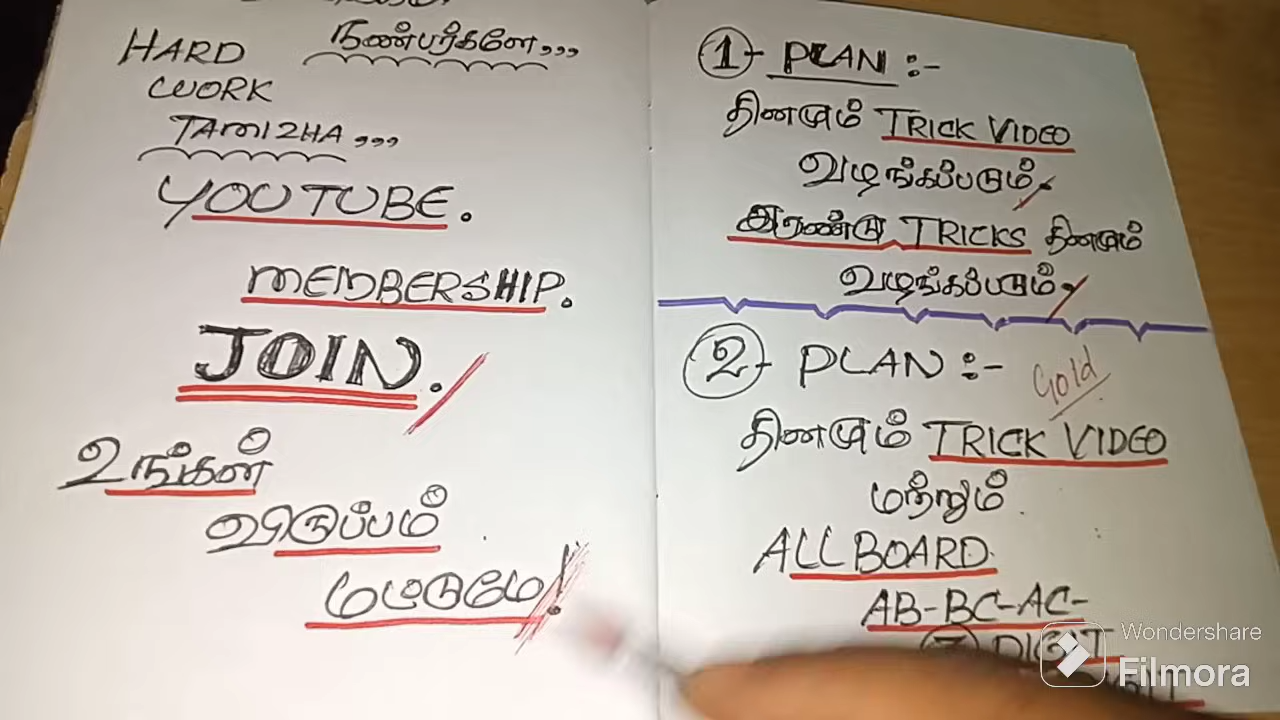 HARD நண்பர்களே,,,
WORK
TAMIZHA,,,
YOUTUBE.
MEMBERSHIP.
JOIN.
உங்கள்
விருப்பம்
மட்டுமே!
1 - PLAN :-
தினமும் TRICK VIDEO
வழங்கப்படும்.
இரண்டு TRICKS தினமும்
வழங்கப்படும்.
2 - PLAN :- Gold
தினமும் TRICK VIDEO
மற்றும்
ALL BOARD
AB-BC-AC-
3 DIGIT
Wondershare
Filmora